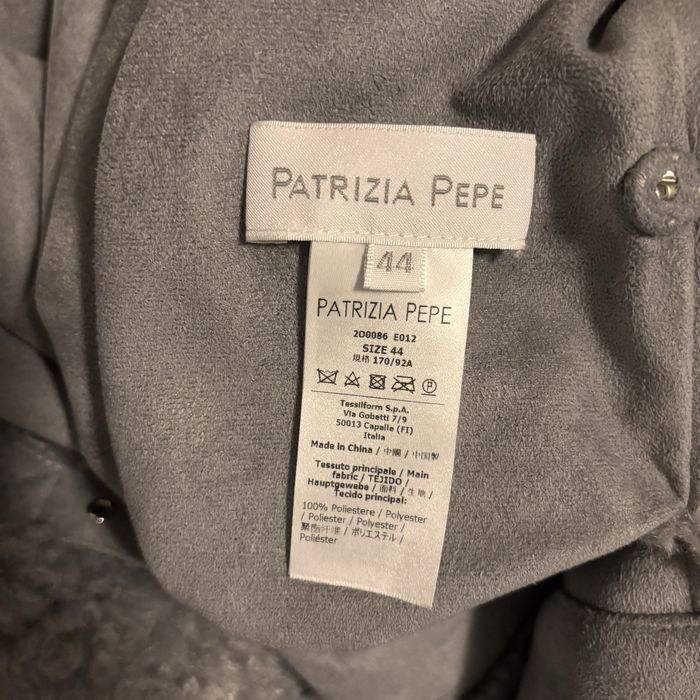 PATRIZIA PEPE
44
PATRIZIA PEPE
2O0086 E012
SIZE 44
规格 170/92A
P
Tessilform S.p.A.
Via Gobetti 7/9
50013 Capalle (FI)
Italia
Made in China / 中國 / 中国製
Tessuto principale / Main
fabric / TEJIDO /
Hauptgewebe / 面料 / 生地 /
Tecido principal:
100% Poliestere / Polyester
/ Poliester / Polyester /
聚酯纤维 / ポリエステル /
Poliéster